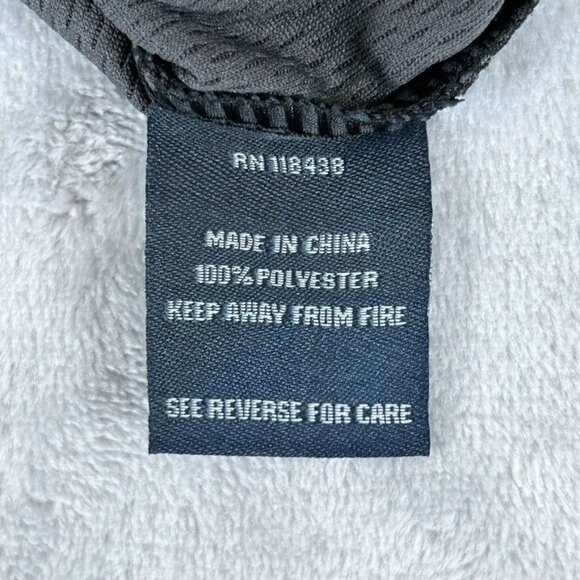 RN 118438
MADE IN CHINA
100% POLYESTER
KEEP AWAY FROM FIRE
SEE REVERSE FOR CARE